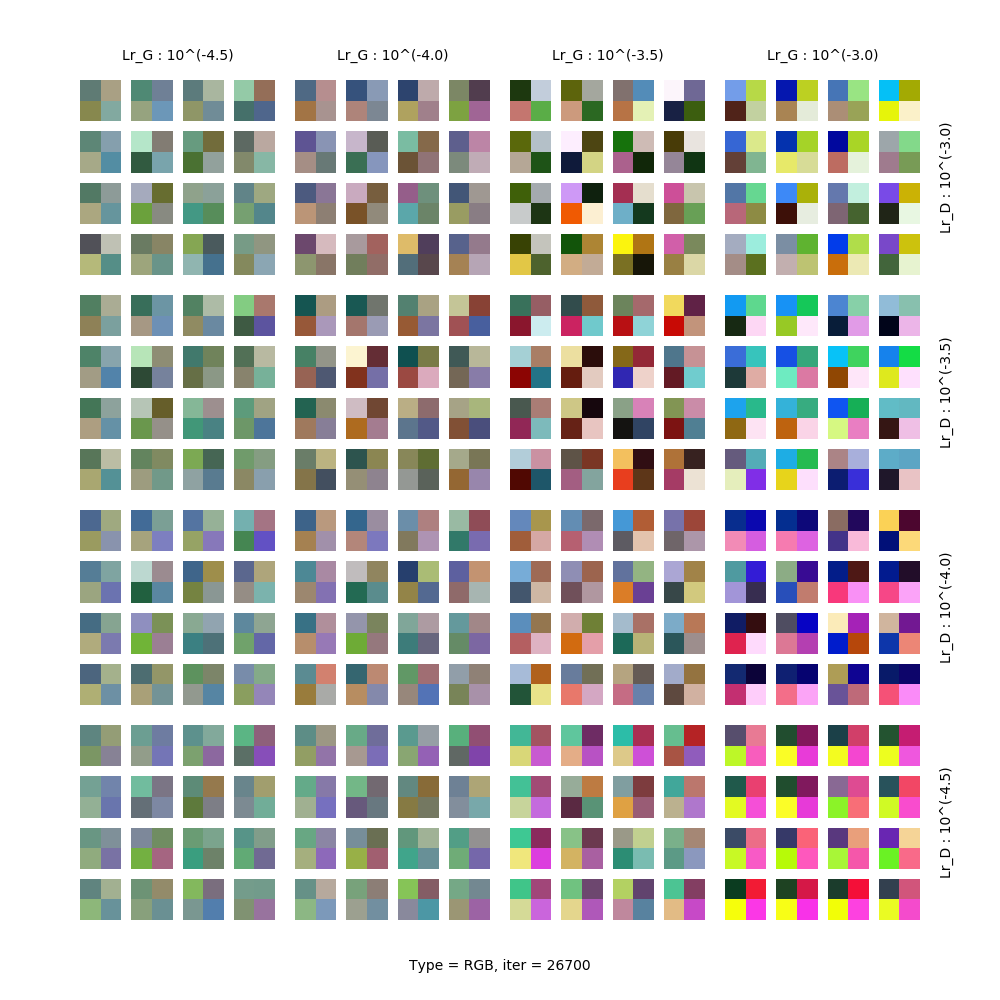 Lr_G : 10^(-4.5)
Lr_G : 10^(-4.0)
Lr_G : 10^(-3.5)
Lr_G : 10^(-3.0)
Lr_D : 10^(-3.0)
Lr_D : 10^(-3.5)
Lr_D : 10^(-4.0)
Lr_D : 10^(-4.5)
Type = RGB, iter = 26700